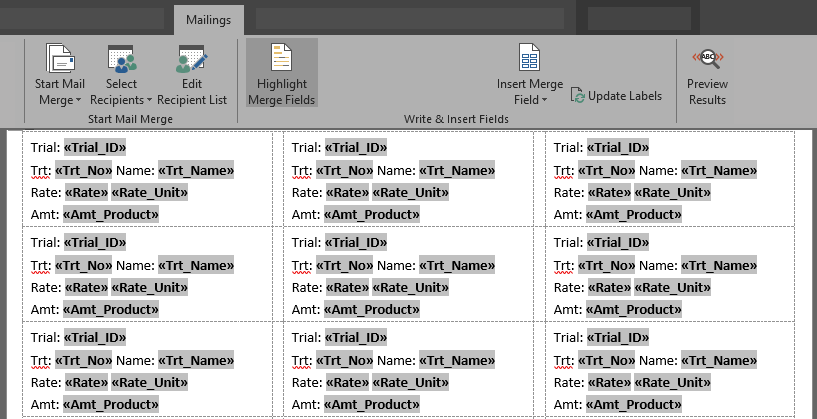 Mailings
Start Mail Merge
Select Recipients
Edit Recipient List
Highlight Merge Fields
Insert Merge Field
Update Labels
ABC
Preview Results
Start Mail Merge
Write & Insert Fields
Trial: «Trial_ID»
Trt: «Trt_No» Name: «Trt_Name»
Rate: «Rate» «Rate_Unit»
Amt: «Amt_Product»
Trial: «Trial_ID»
Trt: «Trt_No» Name: «Trt_Name»
Rate: «Rate» «Rate_Unit»
Amt: «Amt_Product»
Trial: «Trial_ID»
Trt: «Trt_No» Name: «Trt_Name»
Rate: «Rate» «Rate_Unit»
Amt: «Amt_Product»
Trial: «Trial_ID»
Trt: «Trt_No» Name: «Trt_Name»
Rate: «Rate» «Rate_Unit»
Amt: «Amt_Product»
Trial: «Trial_ID»
Trt: «Trt_No» Name: «Trt_Name»
Rate: «Rate» «Rate_Unit»
Amt: «Amt_Product»
Trial: «Trial_ID»
Trt: «Trt_No» Name: «Trt_Name»
Rate: «Rate» «Rate_Unit»
Amt: «Amt_Product»
Trial: «Trial_ID»
Trt: «Trt_No» Name: «Trt_Name»
Rate: «Rate» «Rate_Unit»
Amt: «Amt_Product»
Trial: «Trial_ID»
Trt: «Trt_No» Name: «Trt_Name»
Rate: «Rate» «Rate_Unit»
Amt: «Amt_Product»
Trial: «Trial_ID»
Trt: «Trt_No» Name: «Trt_Name»
Rate: «Rate» «Rate_Unit»
Amt: «Amt_Product»